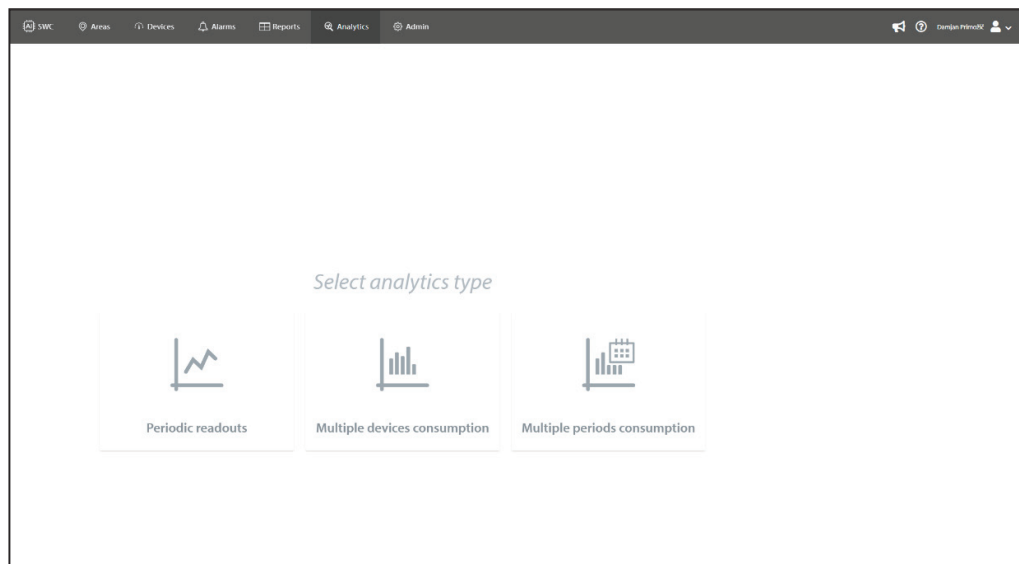 SWC Areas Devices Alarms Reports Analytics Admin
Select analytics type
Periodic readouts Multiple devices consumption Multiple periods consumption